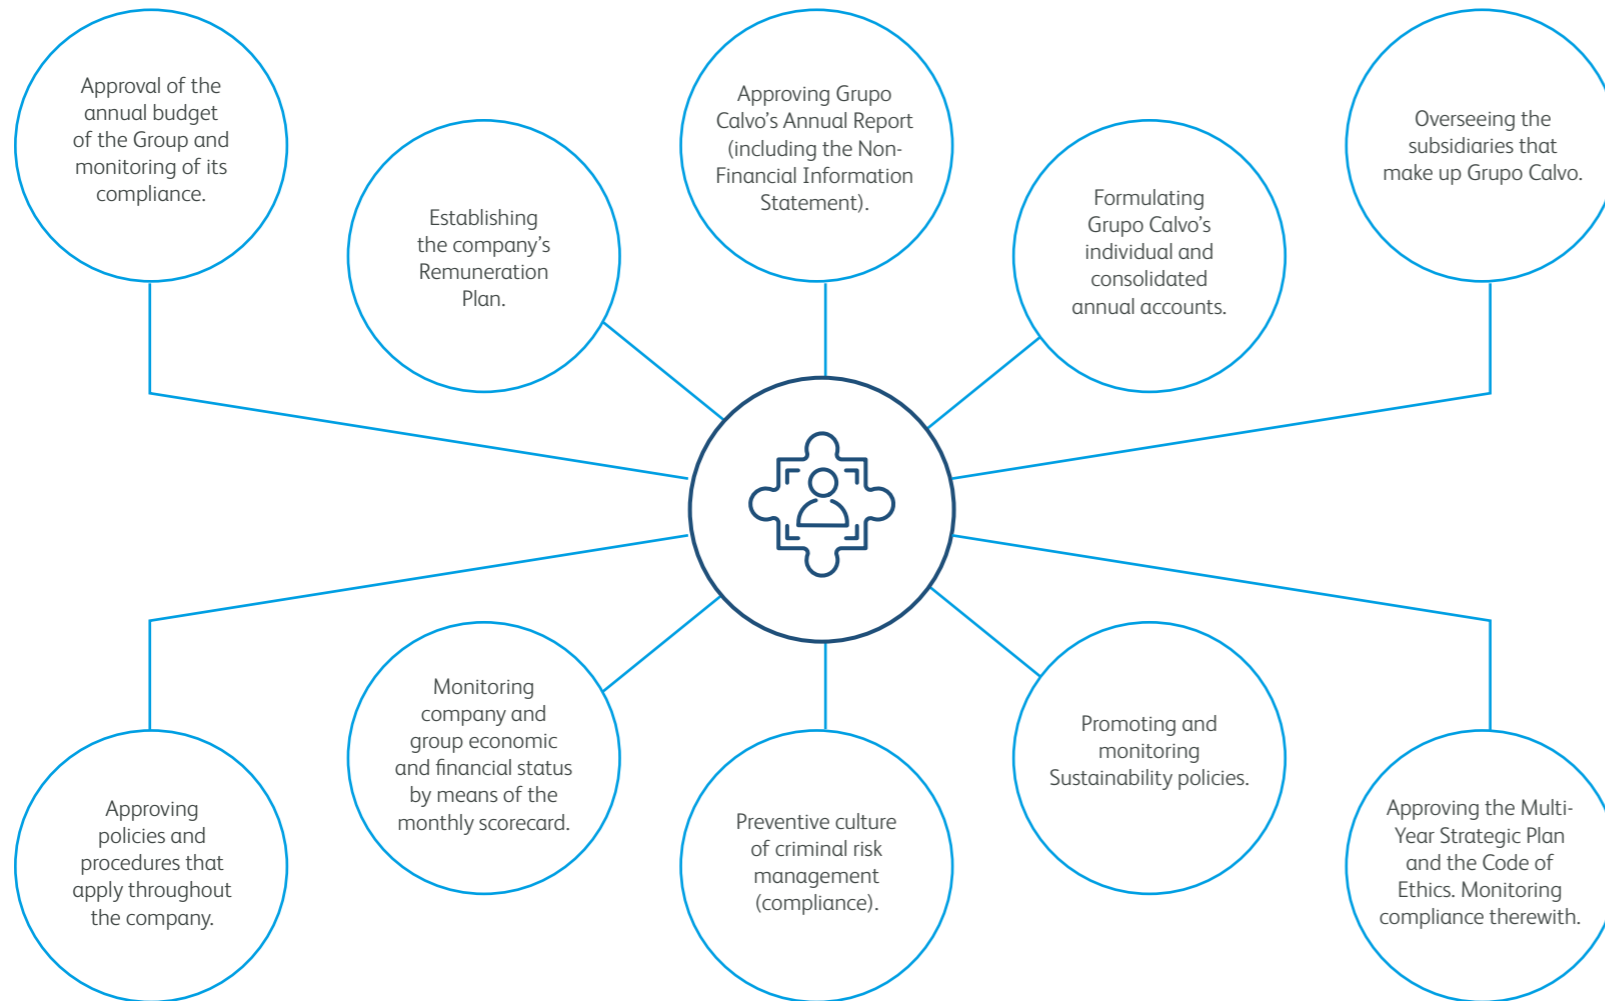 Approval of the
annual budget
of the Group and
monitoring of its
compliance.
Establishing
the company’s
Remuneration
Plan.
Approving Grupo
Calvo’s Annual Report
(including the Non-
Financial Information
Statement).
Formulating
Grupo Calvo’s
individual and
consolidated
annual accounts.
Overseeing the
subsidiaries that
make up Grupo Calvo.
Approving
policies and
procedures that
apply throughout
the company.
Monitoring
company and
group economic
and financial status
by means of the
monthly scorecard.
Preventive culture
of criminal risk
management
(compliance).
Promoting and
monitoring
Sustainability policies.
Approving the Multi-
Year Strategic Plan
and the Code of
Ethics. Monitoring
compliance therewith.